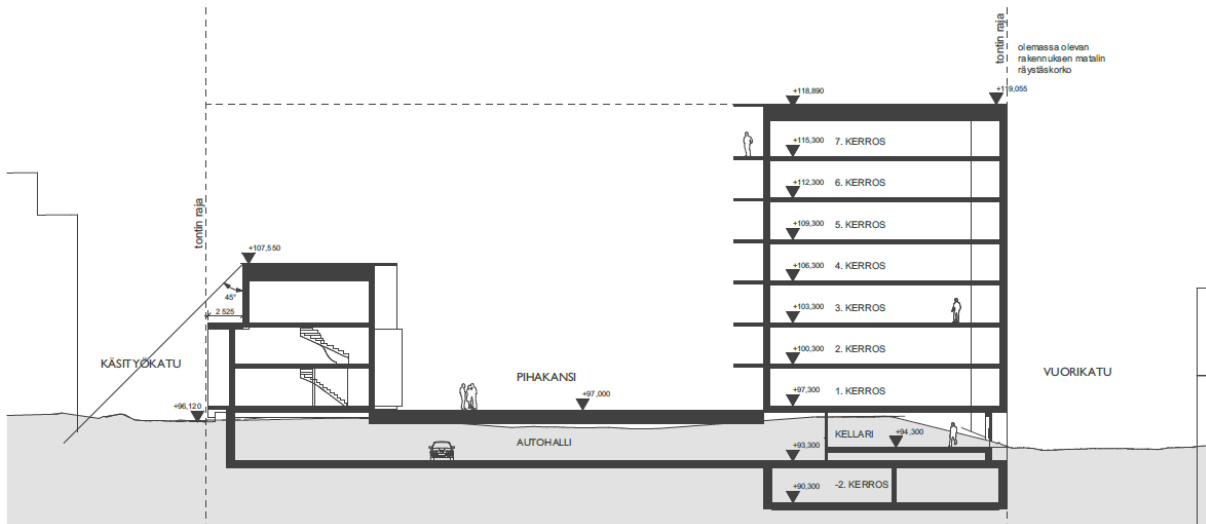 tontin raja
olemassa olevan
rakennuksen matalin
räystäskorko
+118,890
+119,055
+115,300 7. KERROS
+112,300 6. KERROS
tontin raja
+109,300 5. KERROS
+107,550
+106,300 4. KERROS
45°
+103,300 3. KERROS
2 525
+100,300 2. KERROS
KÄSITYÖKATU
PIHAKANSI
VUORIKATU
+97,300 1. KERROS
+97,000
+96,120
KELLARI +94,300
AUTOHALLI
+93,300
+90,300 -2. KERROS